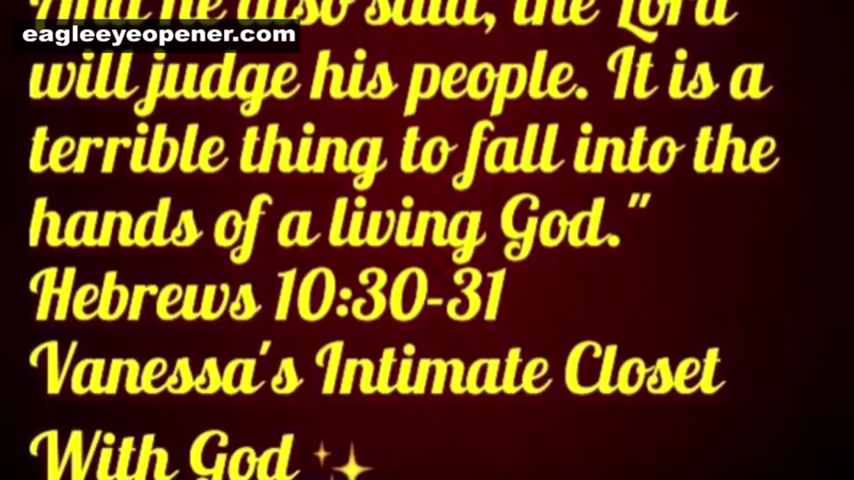 And he also said, the Lord
eagleeyeopener.com
will judge his people. It is a
terrible thing to fall into the
hands of a living God."
Hebrews 10:30-31
Vanessa's Intimate Closet
With God